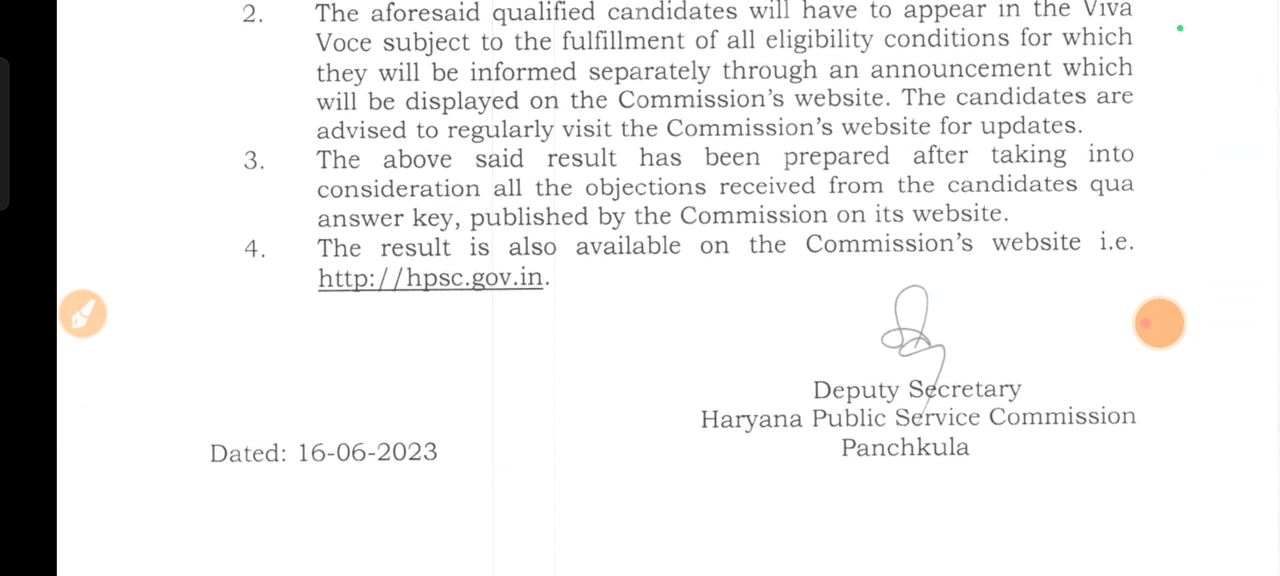 2. The aforesaid qualified candidates will have to appear in the Viva
Voce subject to the fulfillment of all eligibility conditions for which
they will be informed separately through an announcement which
will be displayed on the Commission's website. The candidates are
advised to regularly visit the Commission's website for updates.
3. The above said result has been prepared after taking into
consideration all the objections received from the candidates qua
answer key, published by the Commission on its website.
4. The result is also available on the Commission's website i.e.
http://hpsc.gov.in.
Deputy Secretary
Haryana Public Service Commission
Panchkula
Dated: 16-06-2023